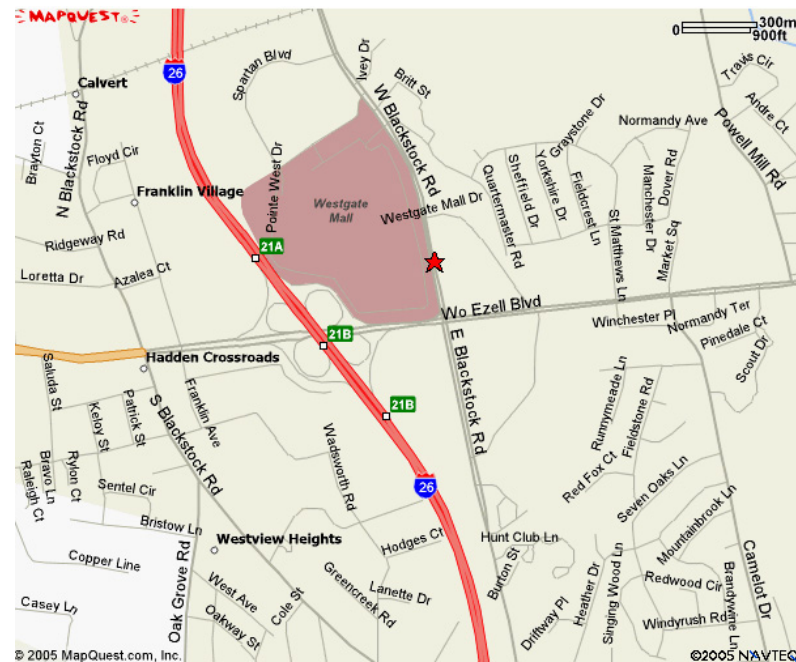 MAPQUEST®
300m
0
900ft
26
Calvert
Spartan Blvd
Ivey Dr
Britt St
Travis Cir
Andre Ct
Powell Mill Rd
Brayton Ct
N Blackstock Rd
Floyd Cir
Franklin Village
Pointe West Dr
Westgate
Mall
W Blackstock Rd
Westgate Mall Dr
Quartermaster Rd
Sheffield Dr
Yorkshire Dr
Graystone Dr
Fieldcrest Ln
Normandy Ave
St Matthews Ln
Manchester Dr
Dover Rd
Market Sq
Ridgeway Rd
Loretta Dr
Azalea Ct
21A
Wo Ezell Blvd
Winchester Pl
Normandy Ter
Pinedale Ct
Scout Dr
21B
Hadden Crossroads
Saluda St
Keloy St
Patrick St
Franklin Ave
S Blackstock Rd
E Blackstock Rd
21B
Runnymeade Ln
Fieldstone Rd
Red Fox Ct
Seven Oaks Ln
Raleigh Ct
Bravo Ln
Rylon Ct
Sentel Cir
Bristow Ln
Wadsworth Rd
26
Westview Heights
Hodges Ct
Hunt Club Ln
Burton St
Mountainbrook Ln
Camelot Dr
Copper Line
Oak Grove Rd
West Ave
Cole St
Greencreek Rd
Lanette Dr
Driftway Pl
Heather Dr
Singing Wood Ln
Redwood Cir
Windyrush Rd
Brandywine Ln
Casey Ln
Oakway St
© 2005 MapQuest.com, Inc.
©2005 NAVTEQ